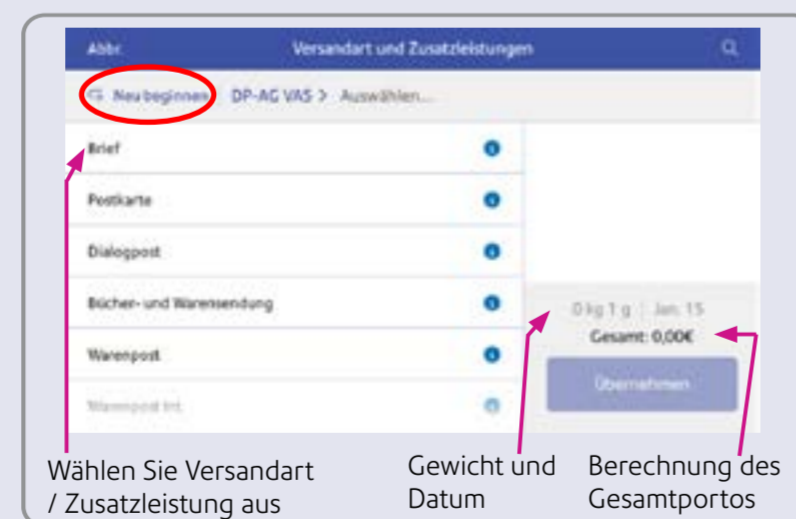 Abbr. Versandart und Zusatzleistungen
Neu beginnen DP-AG VAS > Auswählen...
Brief
Postkarte
Dialogpost
Bücher- und Warensendung
Warenpost
Warenpost Int.
0 kg 1 g | Jan. 15
Gesamt: 0,00€
Übernehmen
Wählen Sie Versandart
/ Zusatzleistung aus
Gewicht und
Datum
Berechnung des
Gesamtportos